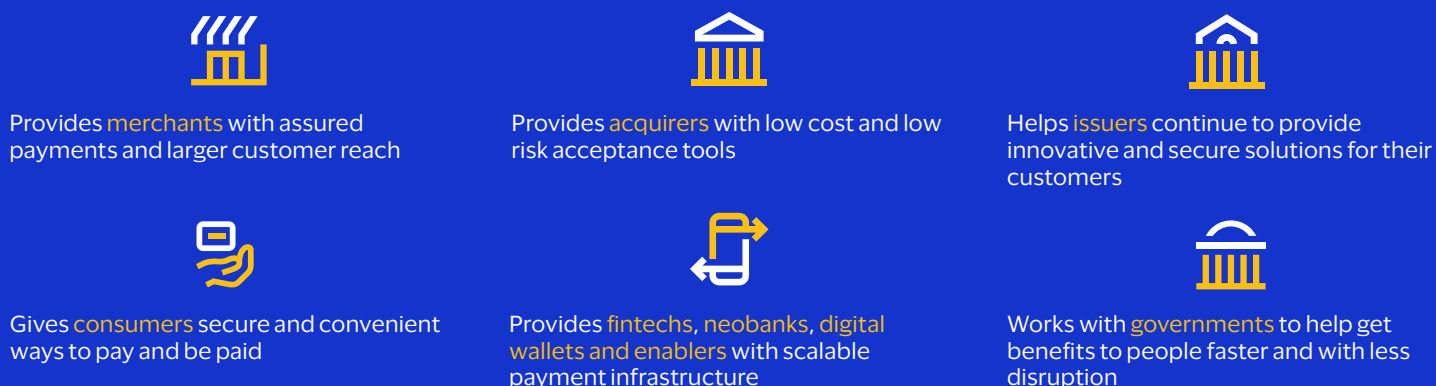 Provides merchants with assured
payments and larger customer reach
Provides acquirers with low cost and low
risk acceptance tools
Helps issuers continue to provide
innovative and secure solutions for their
customers
Gives consumers secure and convenient
ways to pay and be paid
Provides fintechs, neobanks, digital
wallets and enablers with scalable
payment infrastructure
Works with governments to help get
benefits to people faster and with less
disruption